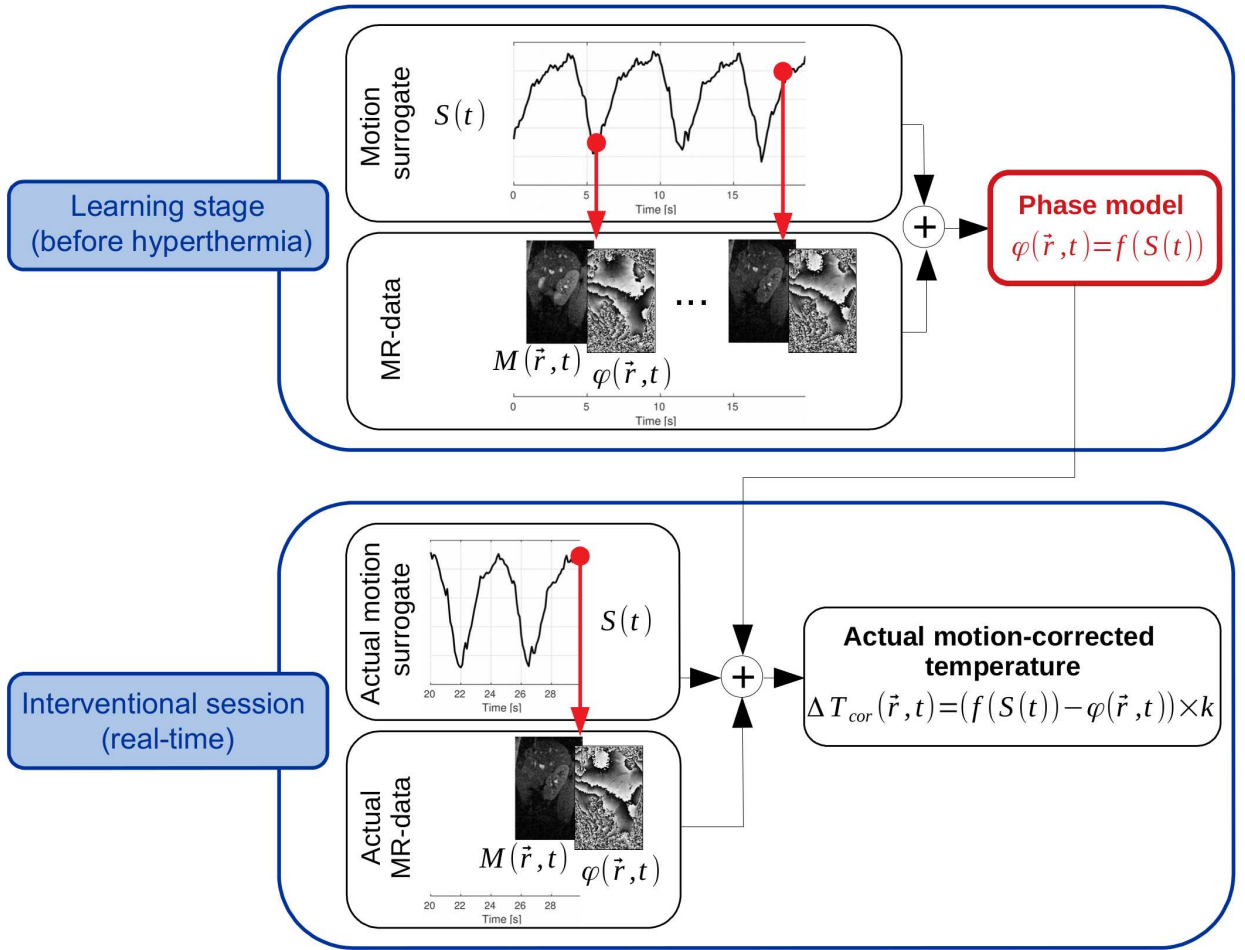 Learning stage
(before hyperthermia)
Motion
surrogate
S(t)
0 5 10 15
Time [s]
MR-data
M(r⃗,t)
φ(r⃗,t)
...
0 5 10 15
Time [s]
+
Phase model
φ(r⃗,t)=f(S(t))
Interventional session
(real-time)
Actual motion
surrogate
S(t)
20 22 24 26 28
Time [s]
Actual
MR-data
M(r⃗,t)
φ(r⃗,t)
20 22 24 26 28
Time [s]
+
Actual motion-corrected
temperature
ΔT_cor(r⃗,t)=(f(S(t))−φ(r⃗,t))×k